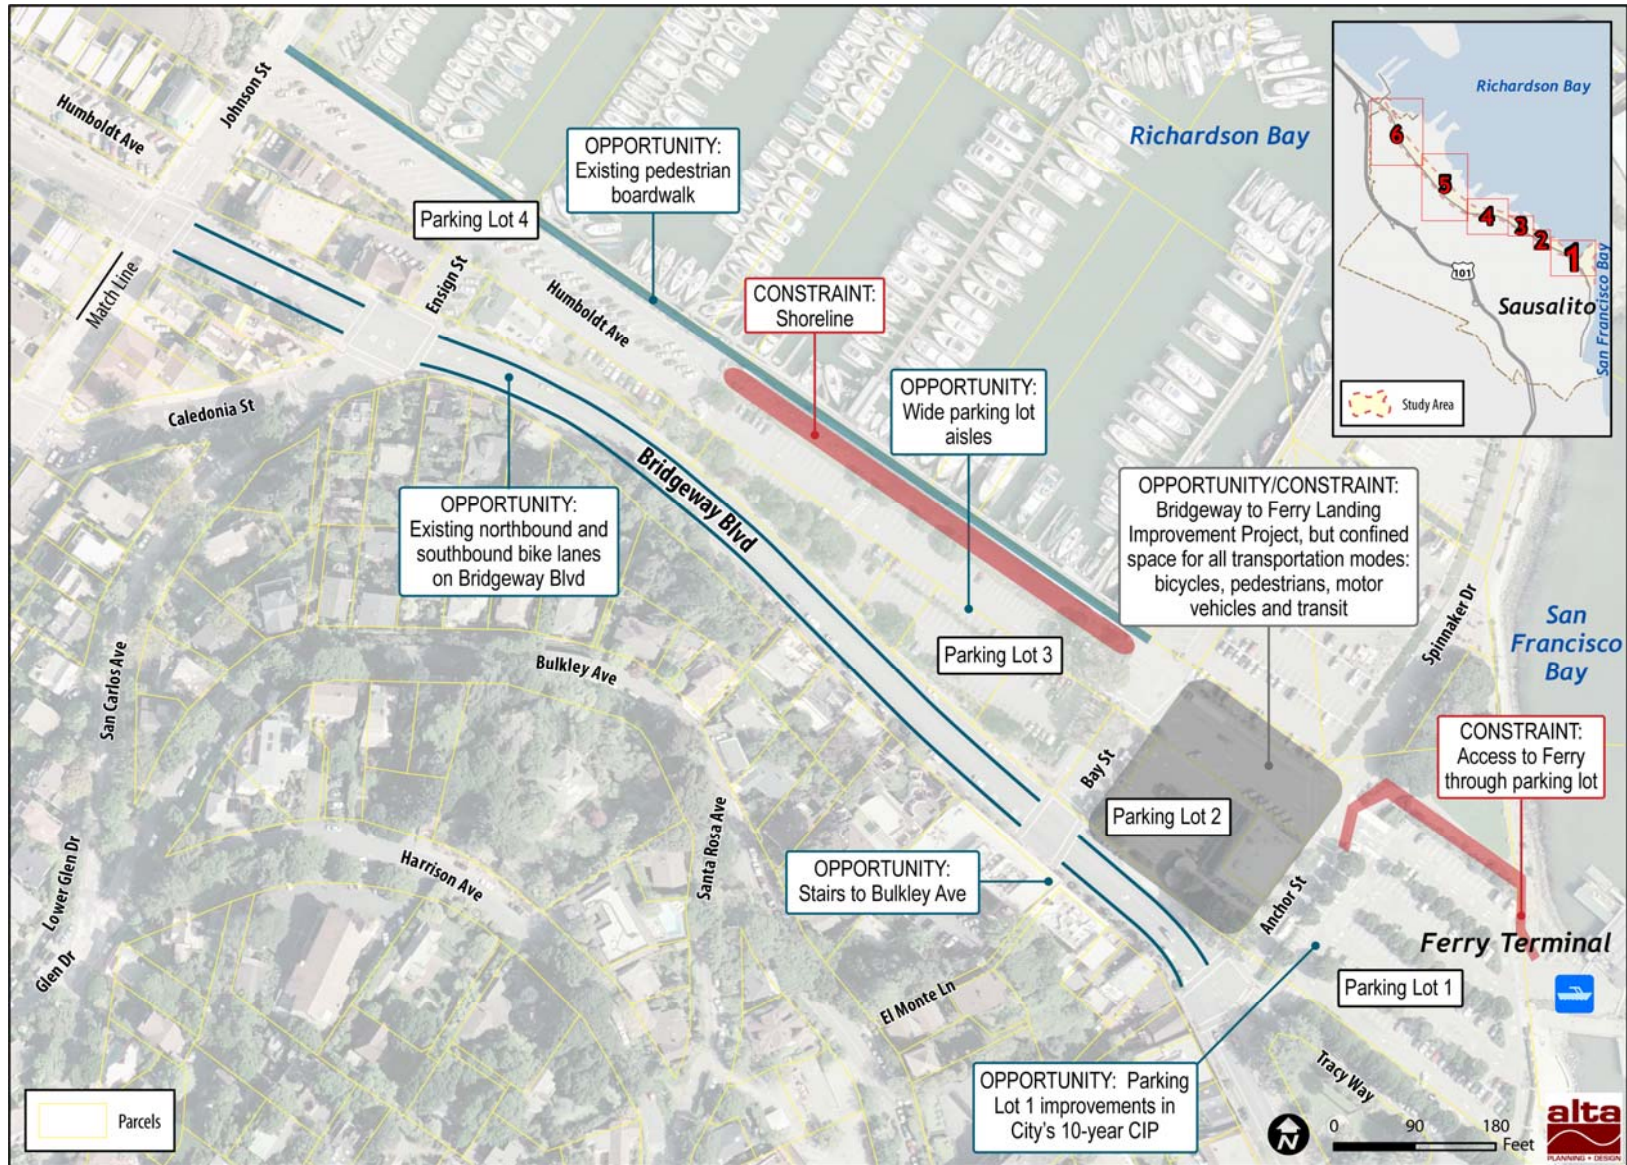 Johnson St
Humboldt Ave
Match Line
OPPORTUNITY:
Existing pedestrian
boardwalk
Parking Lot 4
Richardson Bay
Richardson Bay
6
5
4
3
2
1
101
Sausalito
San Francisco Bay
Study Area
Ensign St
Humboldt Ave
CONSTRAINT:
Shoreline
OPPORTUNITY:
Wide parking lot
aisles
Caledonia St
Bridgeway Blvd
OPPORTUNITY:
Existing northbound and
southbound bike lanes
on Bridgeway Blvd
OPPORTUNITY/CONSTRAINT:
Bridgeway to Ferry Landing
Improvement Project, but confined
space for all transportation modes:
bicycles, pedestrians, motor
vehicles and transit
Spinnaker Dr
San
Francisco
Bay
San Carlos Ave
Bulkley Ave
Parking Lot 3
CONSTRAINT:
Access to Ferry
through parking lot
Bay St
Parking Lot 2
Santa Rosa Ave
Lower Glen Dr
Harrison Ave
OPPORTUNITY:
Stairs to Bulkley Ave
Anchor St
Ferry Terminal
Glen Dr
Parking Lot 1
El Monte Ln
OPPORTUNITY: Parking
Lot 1 improvements in
City's 10-year CIP
Tracy Way
Parcels
N
0 90 180
Feet
alta
PLANNING + DESIGN